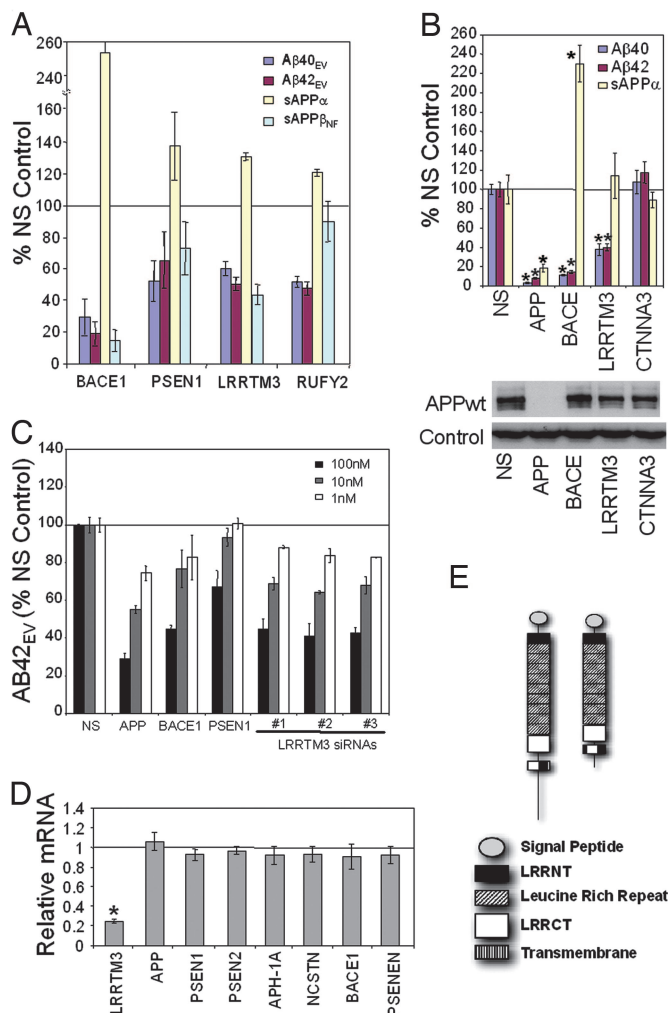 A
% NS Control
260
240
160
140
120
100
80
60
40
20
0
Aβ40EV
Aβ42EV
sAPPα
sAPPβNF
BACE1 PSEN1 LRRTM3 RUFY2
B
% NS Control
260
240
220
200
180
160
140
120
100
80
60
40
20
0
Aβ40
Aβ42
sAPPα
*
* * *
* *
* *
NS APP BACE LRRTM3 CTNNA3
APPwt
Control
NS APP BACE LRRTM3 CTNNA3
C
AB42EV (% NS Control)
140
120
100
80
60
40
20
0
100nM
10nM
1nM
NS APP BACE1 PSEN1 #1 #2 #3
LRRTM3 siRNAs
D
Relative mRNA
1.4
1.2
1
0.8
0.6
0.4
0.2
0
*
LRRTM3 APP PSEN1 PSEN2 APH-1A NCSTN BACE1 PSENEN
E
Signal Peptide
LRRNT
Leucine Rich Repeat
LRRCT
Transmembrane